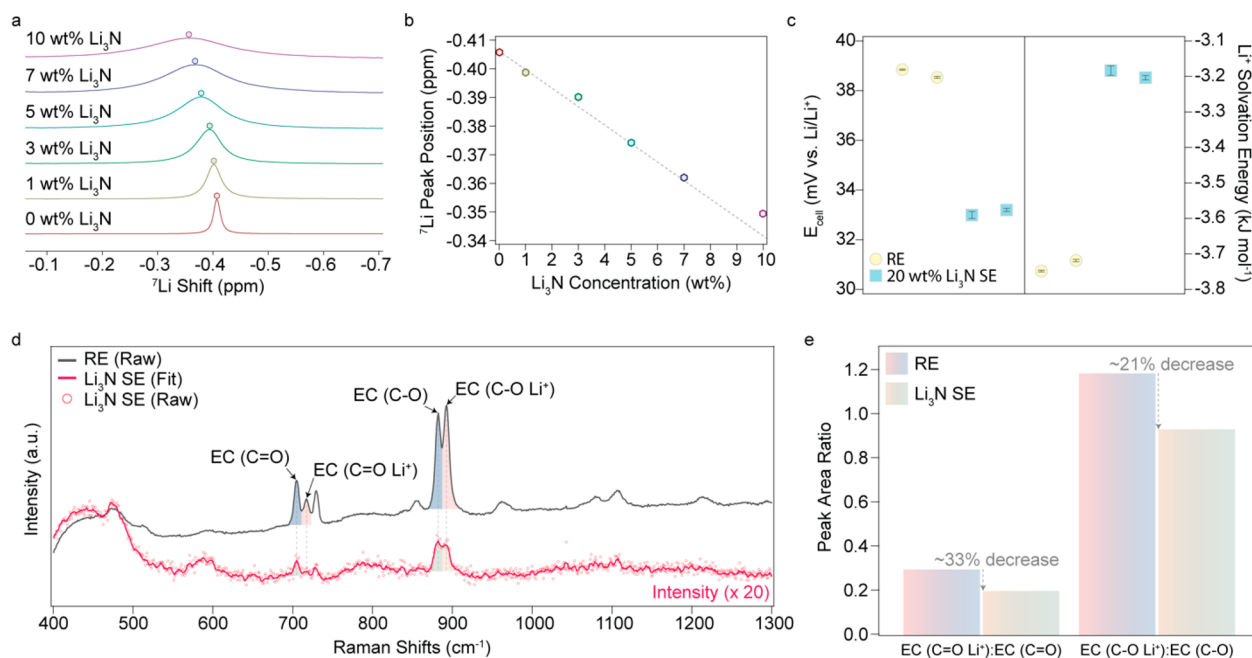 a
10 wt% Li₃N
7 wt% Li₃N
5 wt% Li₃N
3 wt% Li₃N
1 wt% Li₃N
0 wt% Li₃N
-0.1 -0.2 -0.3 -0.4 -0.5 -0.6 -0.7
⁷Li Shift (ppm)
b
-0.41
-0.40
-0.39
-0.38
-0.37
-0.36
-0.35
-0.34
⁷Li Peak Position (ppm)
0 1 2 3 4 5 6 7 8 9 10
Li₃N Concentration (wt%)
c
40
38
36
34
32
30
E_cell (mV vs. Li/Li⁺)
RE
20 wt% Li₃N SE
-3.1
-3.2
-3.3
-3.4
-3.5
-3.6
-3.7
-3.8
Li⁺ Solvation Energy (kJ mol⁻¹)
d
RE (Raw)
Li₃N SE (Fit)
Li₃N SE (Raw)
EC (C=O)
EC (C=O Li⁺)
EC (C-O)
EC (C-O Li⁺)
Intensity (x 20)
Intensity (a.u.)
400 500 600 700 800 900 1000 1100 1200 1300
Raman Shifts (cm⁻¹)
e
RE
Li₃N SE
~21% decrease
~33% decrease
1.2
1.0
0.8
0.6
0.4
0.2
0.0
Peak Area Ratio
EC (C=O Li⁺):EC (C=O) EC (C-O Li⁺):EC (C-O)